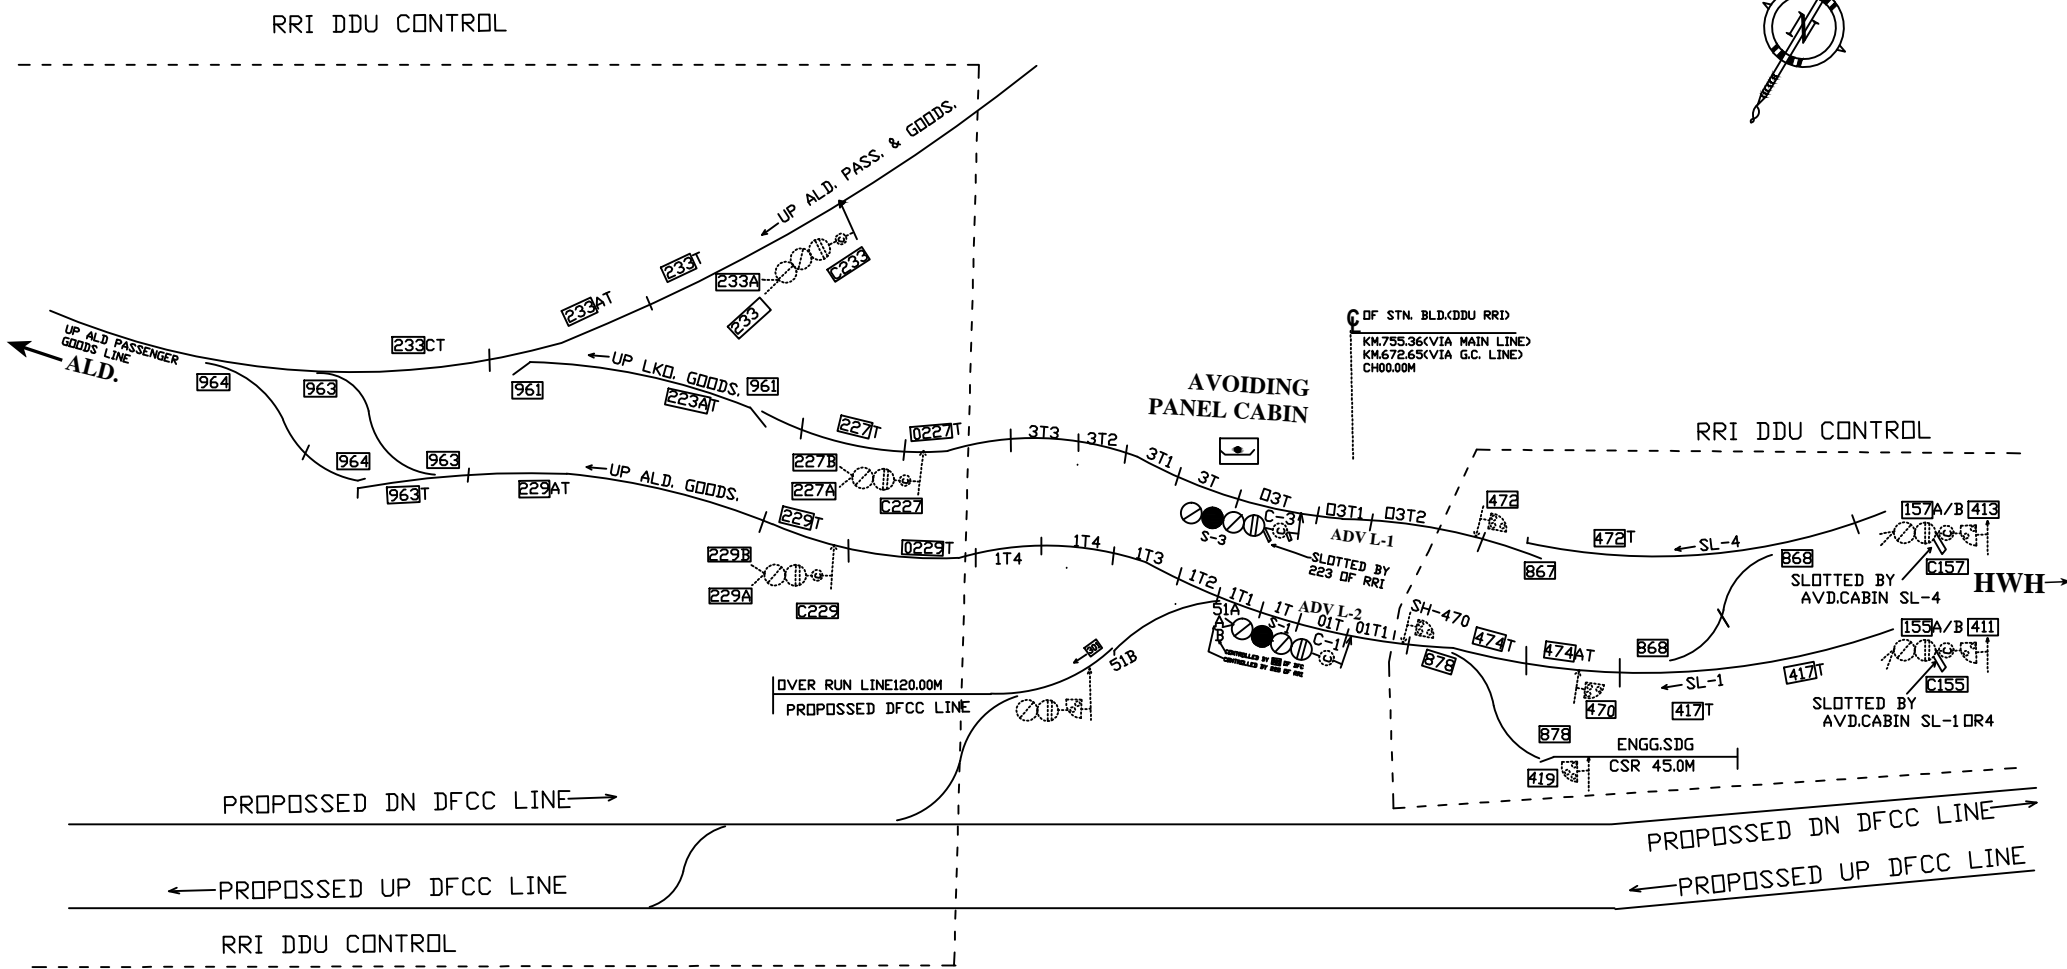 RRI DDU CONTROL
N
UP ALD. PASS. & GOODS.
233T
233A
C233
233
233AT
233CT
UP ALD PASSENGER
GOODS LINE
ALD.
964
963
961
UP LKO. GOODS.
961
223AT
227T
0227T
3T3
3T2
3T1
3T
03T
03T1
03T2
964
963
963T
229AT
UP ALD. GOODS.
227B
227A
C227
229T
0229T
229B
229A
C229
1T4
1T4
1T3
1T2
1T1
1T
01T
01T1
AVOIDING
PANEL CABIN
C-3
S-3
ADV L-1
SLOTTED BY
223 OF RRI
ADV L-2
51A
A
B
S-1
C-1
51B
OF STN. BLD.(DDU RRI)
KM.755.36(VIA MAIN LINE)
KM.672.65(VIA G.C. LINE)
CH00.00M
RRI DDU CONTROL
472
472T
SL-4
867
868
157A/B 413
C157
SLOTTED BY
AVD.CABIN SL-4
HWH
SH-470
878
474T
474AT
868
SL-1
417T
417T
155A/B 411
C155
SLOTTED BY
AVD.CABIN SL-1 OR4
470
878
ENGG.SDG
CSR 45.0M
419
OVER RUN LINE120.00M
PROPOSSED DFCC LINE
PROPOSSED DN DFCC LINE
PROPOSSED DN DFCC LINE
PROPOSSED UP DFCC LINE
PROPOSSED UP DFCC LINE
RRI DDU CONTROL